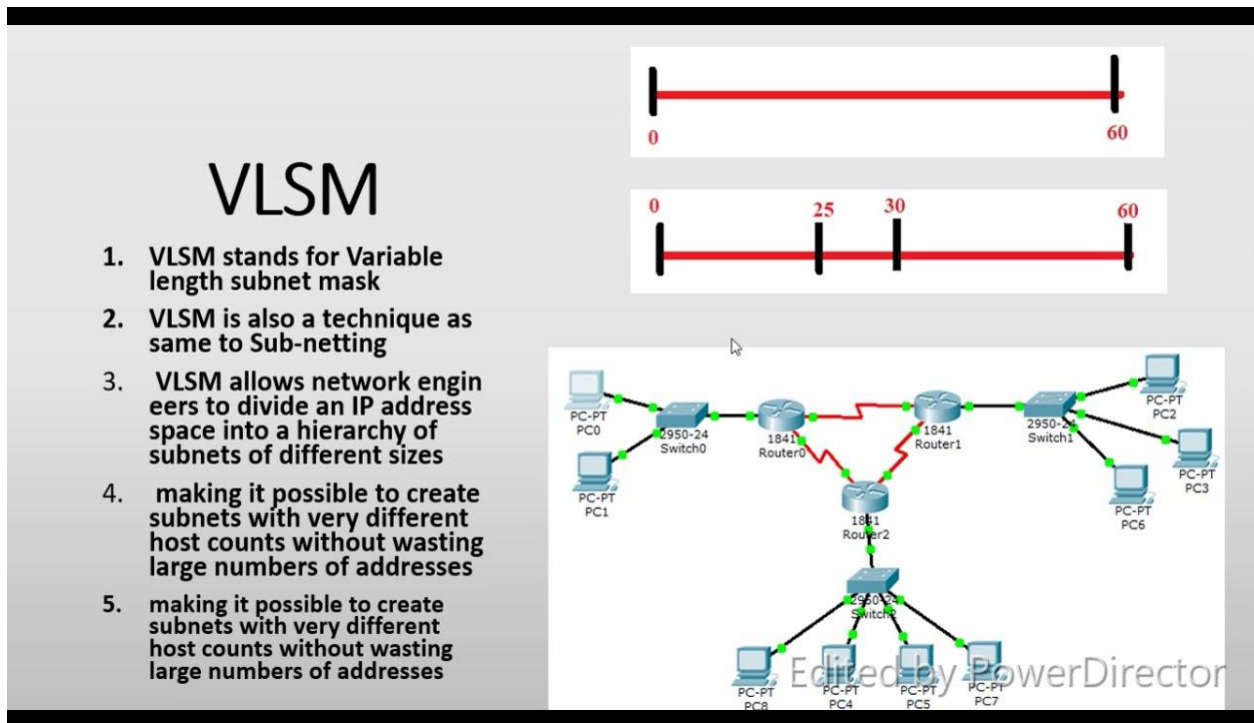 VLSM
1. VLSM stands for Variable
length subnet mask
2. VLSM is also a technique as
same to Sub-netting
3. VLSM allows network engin
eers to divide an IP address
space into a hierarchy of
subnets of different sizes
4. making it possible to create
subnets with very different
host counts without wasting
large numbers of addresses
5. making it possible to create
subnets with very different
host counts without wasting
large numbers of addresses
0 60
0 25 30 60
PC-PT
PC0
2950-24
Switch0
PC-PT
PC1
1841
Router0
1841
Router1
2950-24
Switch1
PC-PT
PC2
PC-PT
PC3
PC-PT
PC6
1841
Router2
2950-24
Switch2
PC-PT
PC8
PC-PT
PC4
PC-PT
PC5
PC-PT
PC7
Edited by PowerDirector